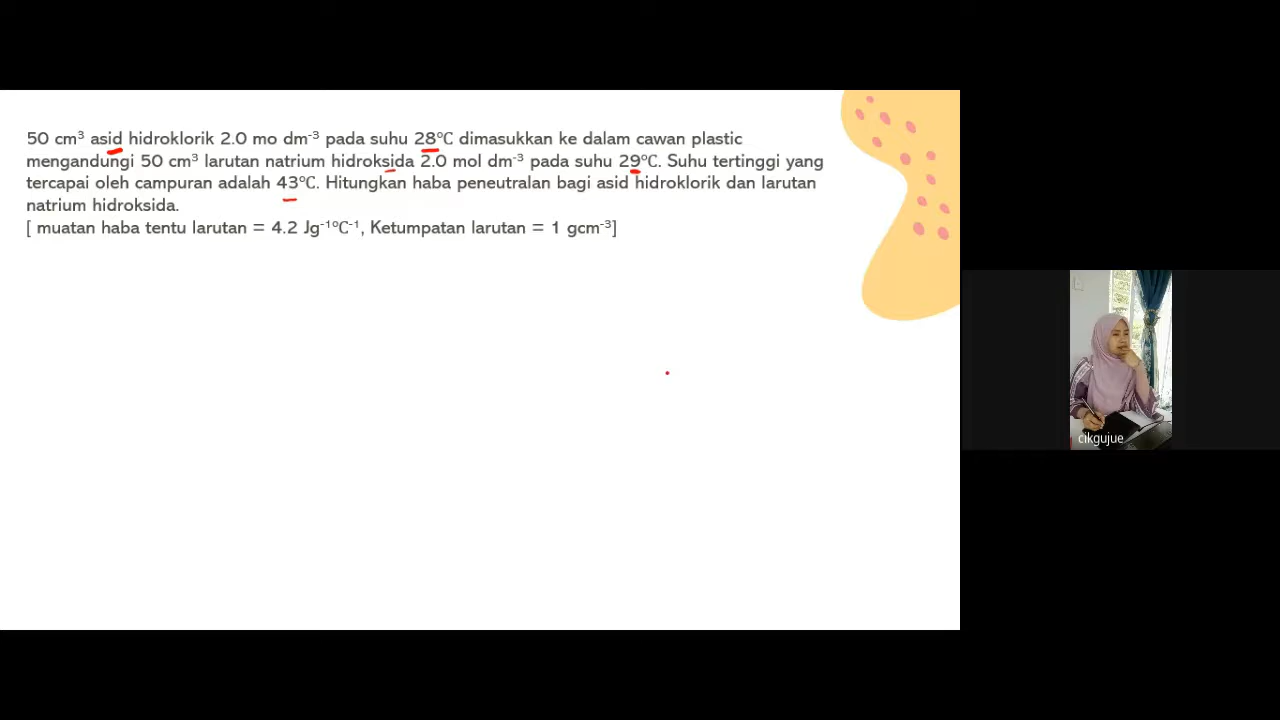 50 cm³ asid hidroklorik 2.0 mo dm⁻³ pada suhu 28°C dimasukkan ke dalam cawan plastic
mengandungi 50 cm³ larutan natrium hidroksida 2.0 mol dm⁻³ pada suhu 29°C. Suhu tertinggi yang
tercapai oleh campuran adalah 43°C. Hitungkan haba peneutralan bagi asid hidroklorik dan larutan
natrium hidroksida.
[ muatan haba tentu larutan = 4.2 Jg⁻¹°C⁻¹, Ketumpatan larutan = 1 gcm⁻³]
cikgujue